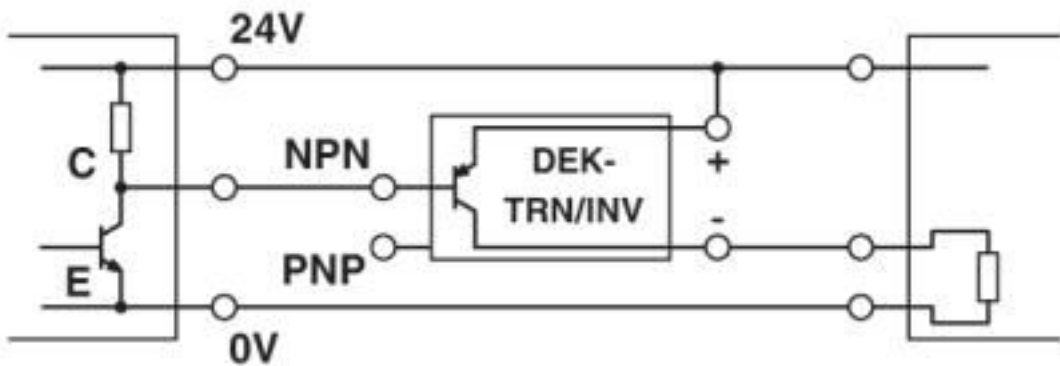 24V
C
NPN
DEK-
TRN/INV
+
-
PNP
E
0V